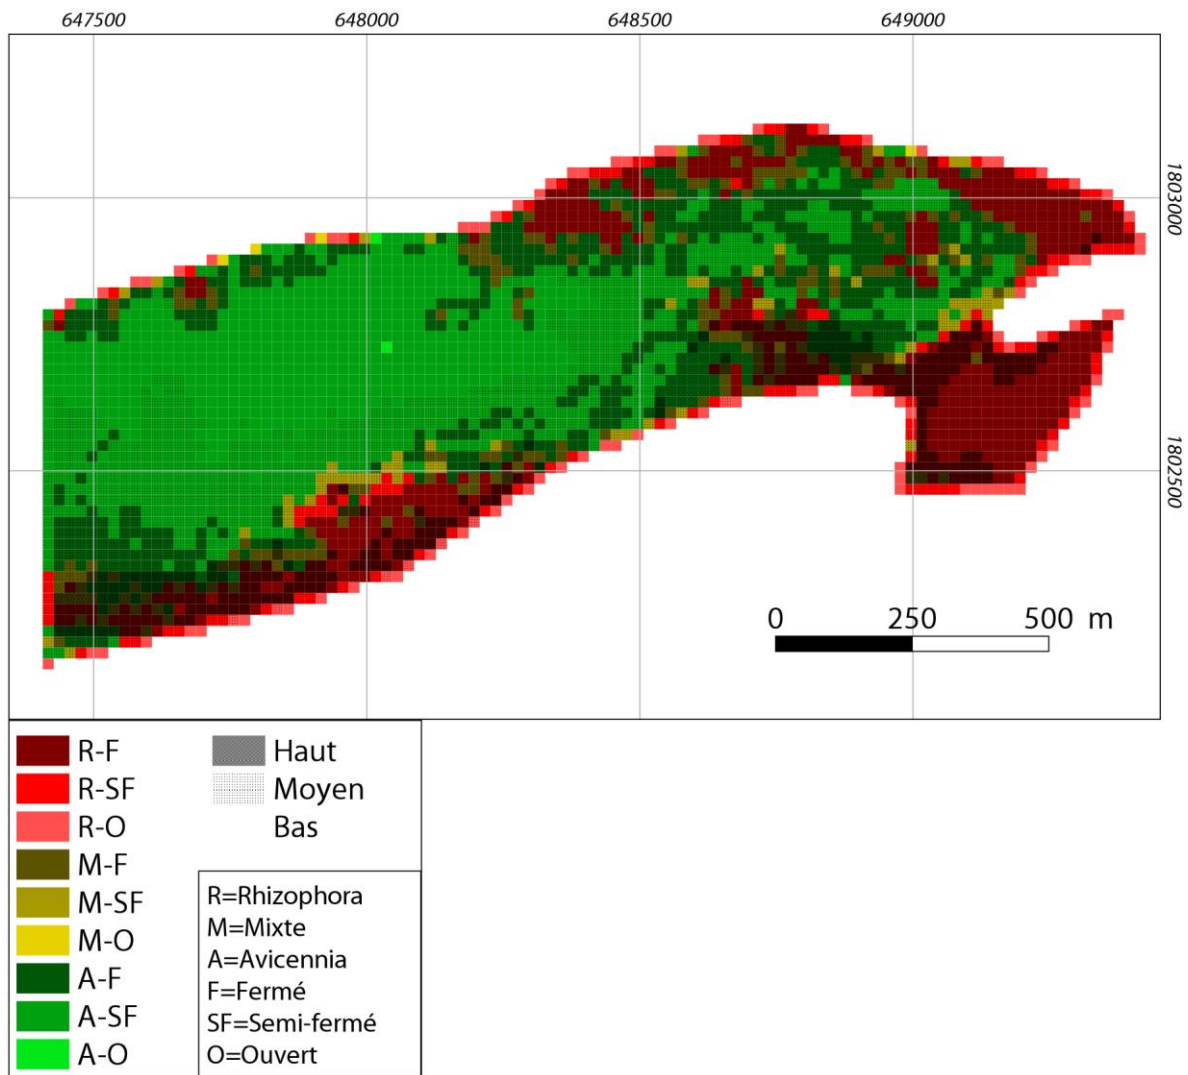 647500 648000 648500 649000
1803000
1802500
0 250 500 m
R-F
R-SF
R-O
M-F
M-SF
M-O
A-F
A-SF
A-O
Haut
Moyen
Bas
R=Rhizophora
M=Mixte
A=Avicennia
F=Fermé
SF=Semi-fermé
O=Ouvert